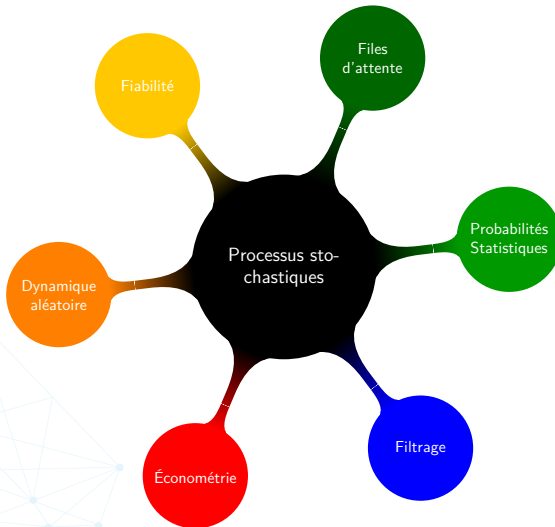 Files
d'attente
Fiabilité
Probabilités
Statistiques
Processus sto-
chastiques
Dynamique
aléatoire
Filtrage
Économétrie